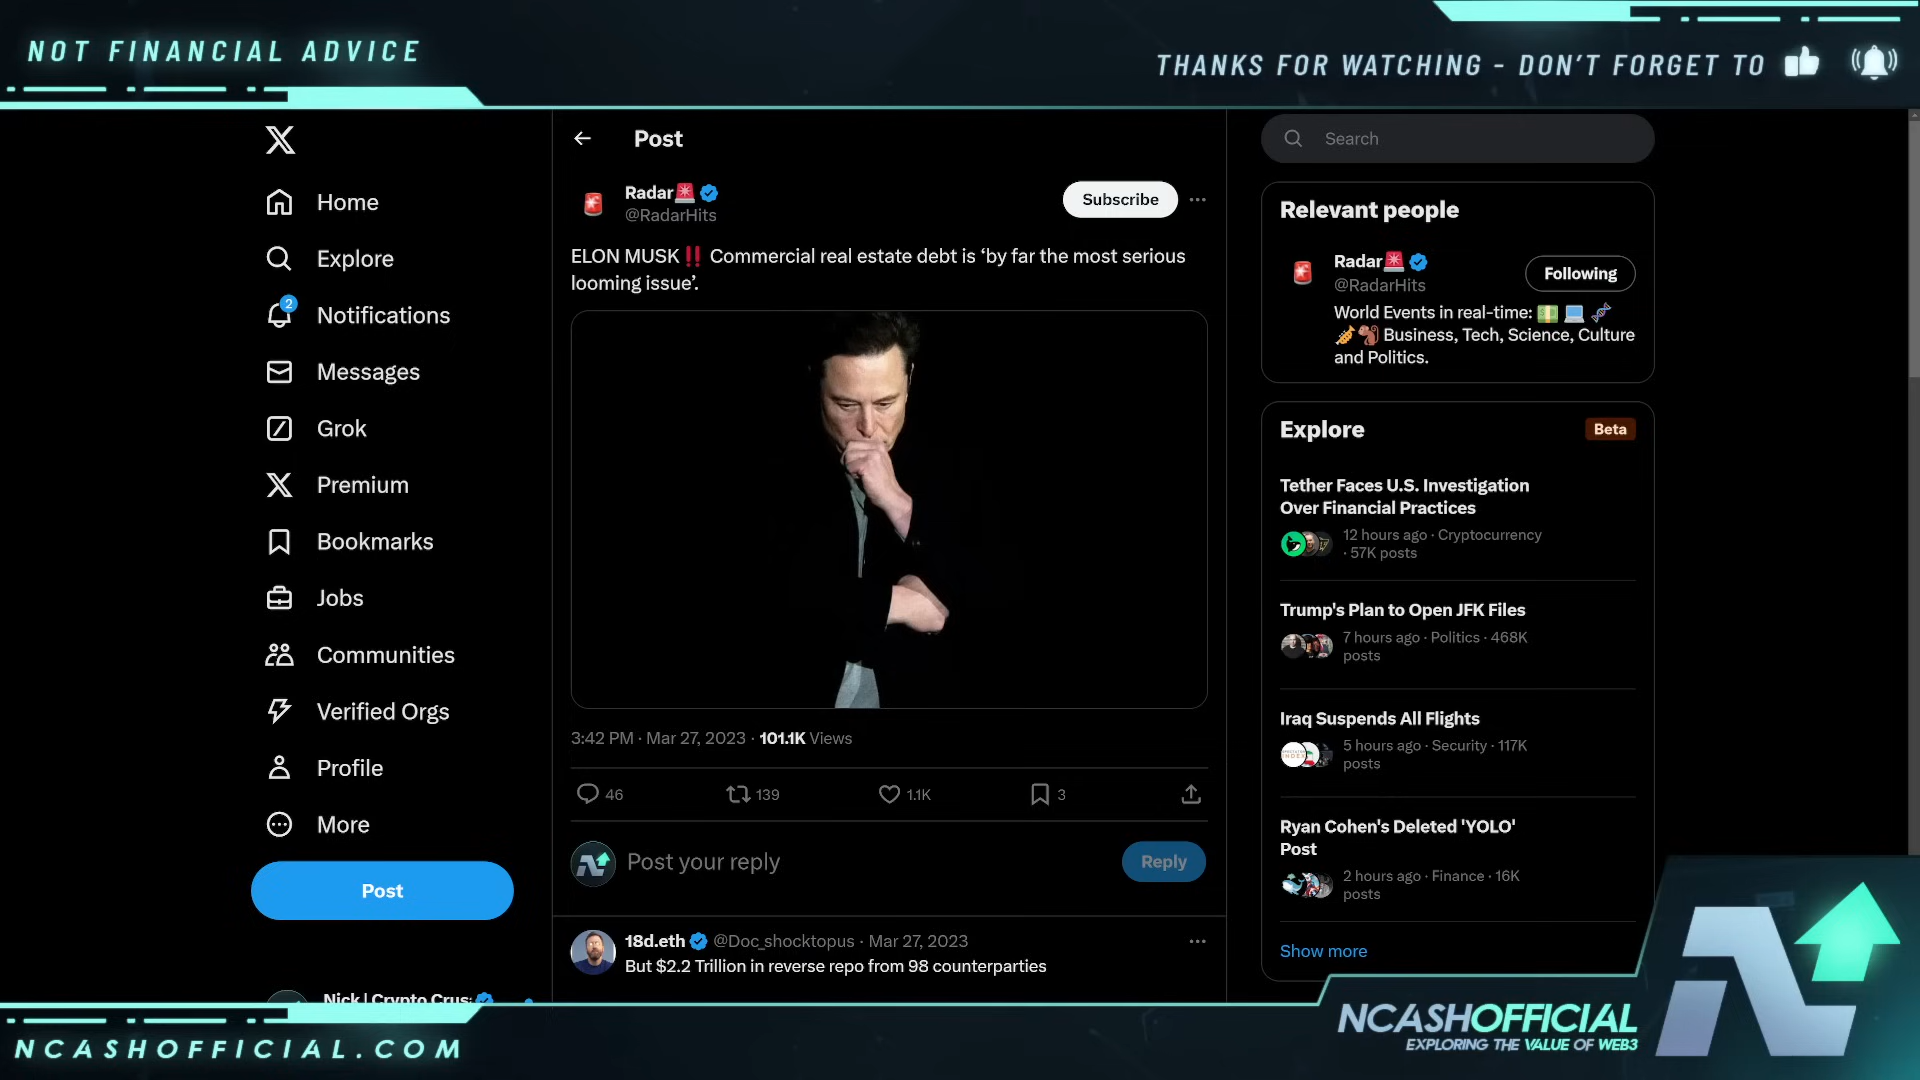 NOT FINANCIAL ADVICE
THANKS FOR WATCHING - DON'T FORGET TO
Home
Explore
2
Notifications
Messages
Grok
Premium
Bookmarks
Jobs
Communities
Verified Orgs
Profile
More
Post
Nick | Crypto Crus
Post
Radar🚨
@RadarHits
Subscribe
ELON MUSK‼️ Commercial real estate debt is ‘by far the most serious
looming issue’.
3:42 PM · Mar 27, 2023 · 101.1K Views
46
139
1.1K
3
Post your reply
Reply
18d.eth @Doc_shocktopus · Mar 27, 2023
But $2.2 Trillion in reverse repo from 98 counterparties
Search
Relevant people
Radar🚨
@RadarHits
Following
World Events in real-time: 💵 💻 🧬
🎺🐿️ Business, Tech, Science, Culture
and Politics.
Explore
Beta
Tether Faces U.S. Investigation
Over Financial Practices
12 hours ago · Cryptocurrency
· 57K posts
Trump's Plan to Open JFK Files
7 hours ago · Politics · 468K
posts
Iraq Suspends All Flights
5 hours ago · Security · 117K
posts
Ryan Cohen's Deleted 'YOLO'
Post
2 hours ago · Finance · 16K
posts
Show more
NCASHOFFICIAL.COM
NCASHOFFICIAL
EXPLORING THE VALUE OF WEB3